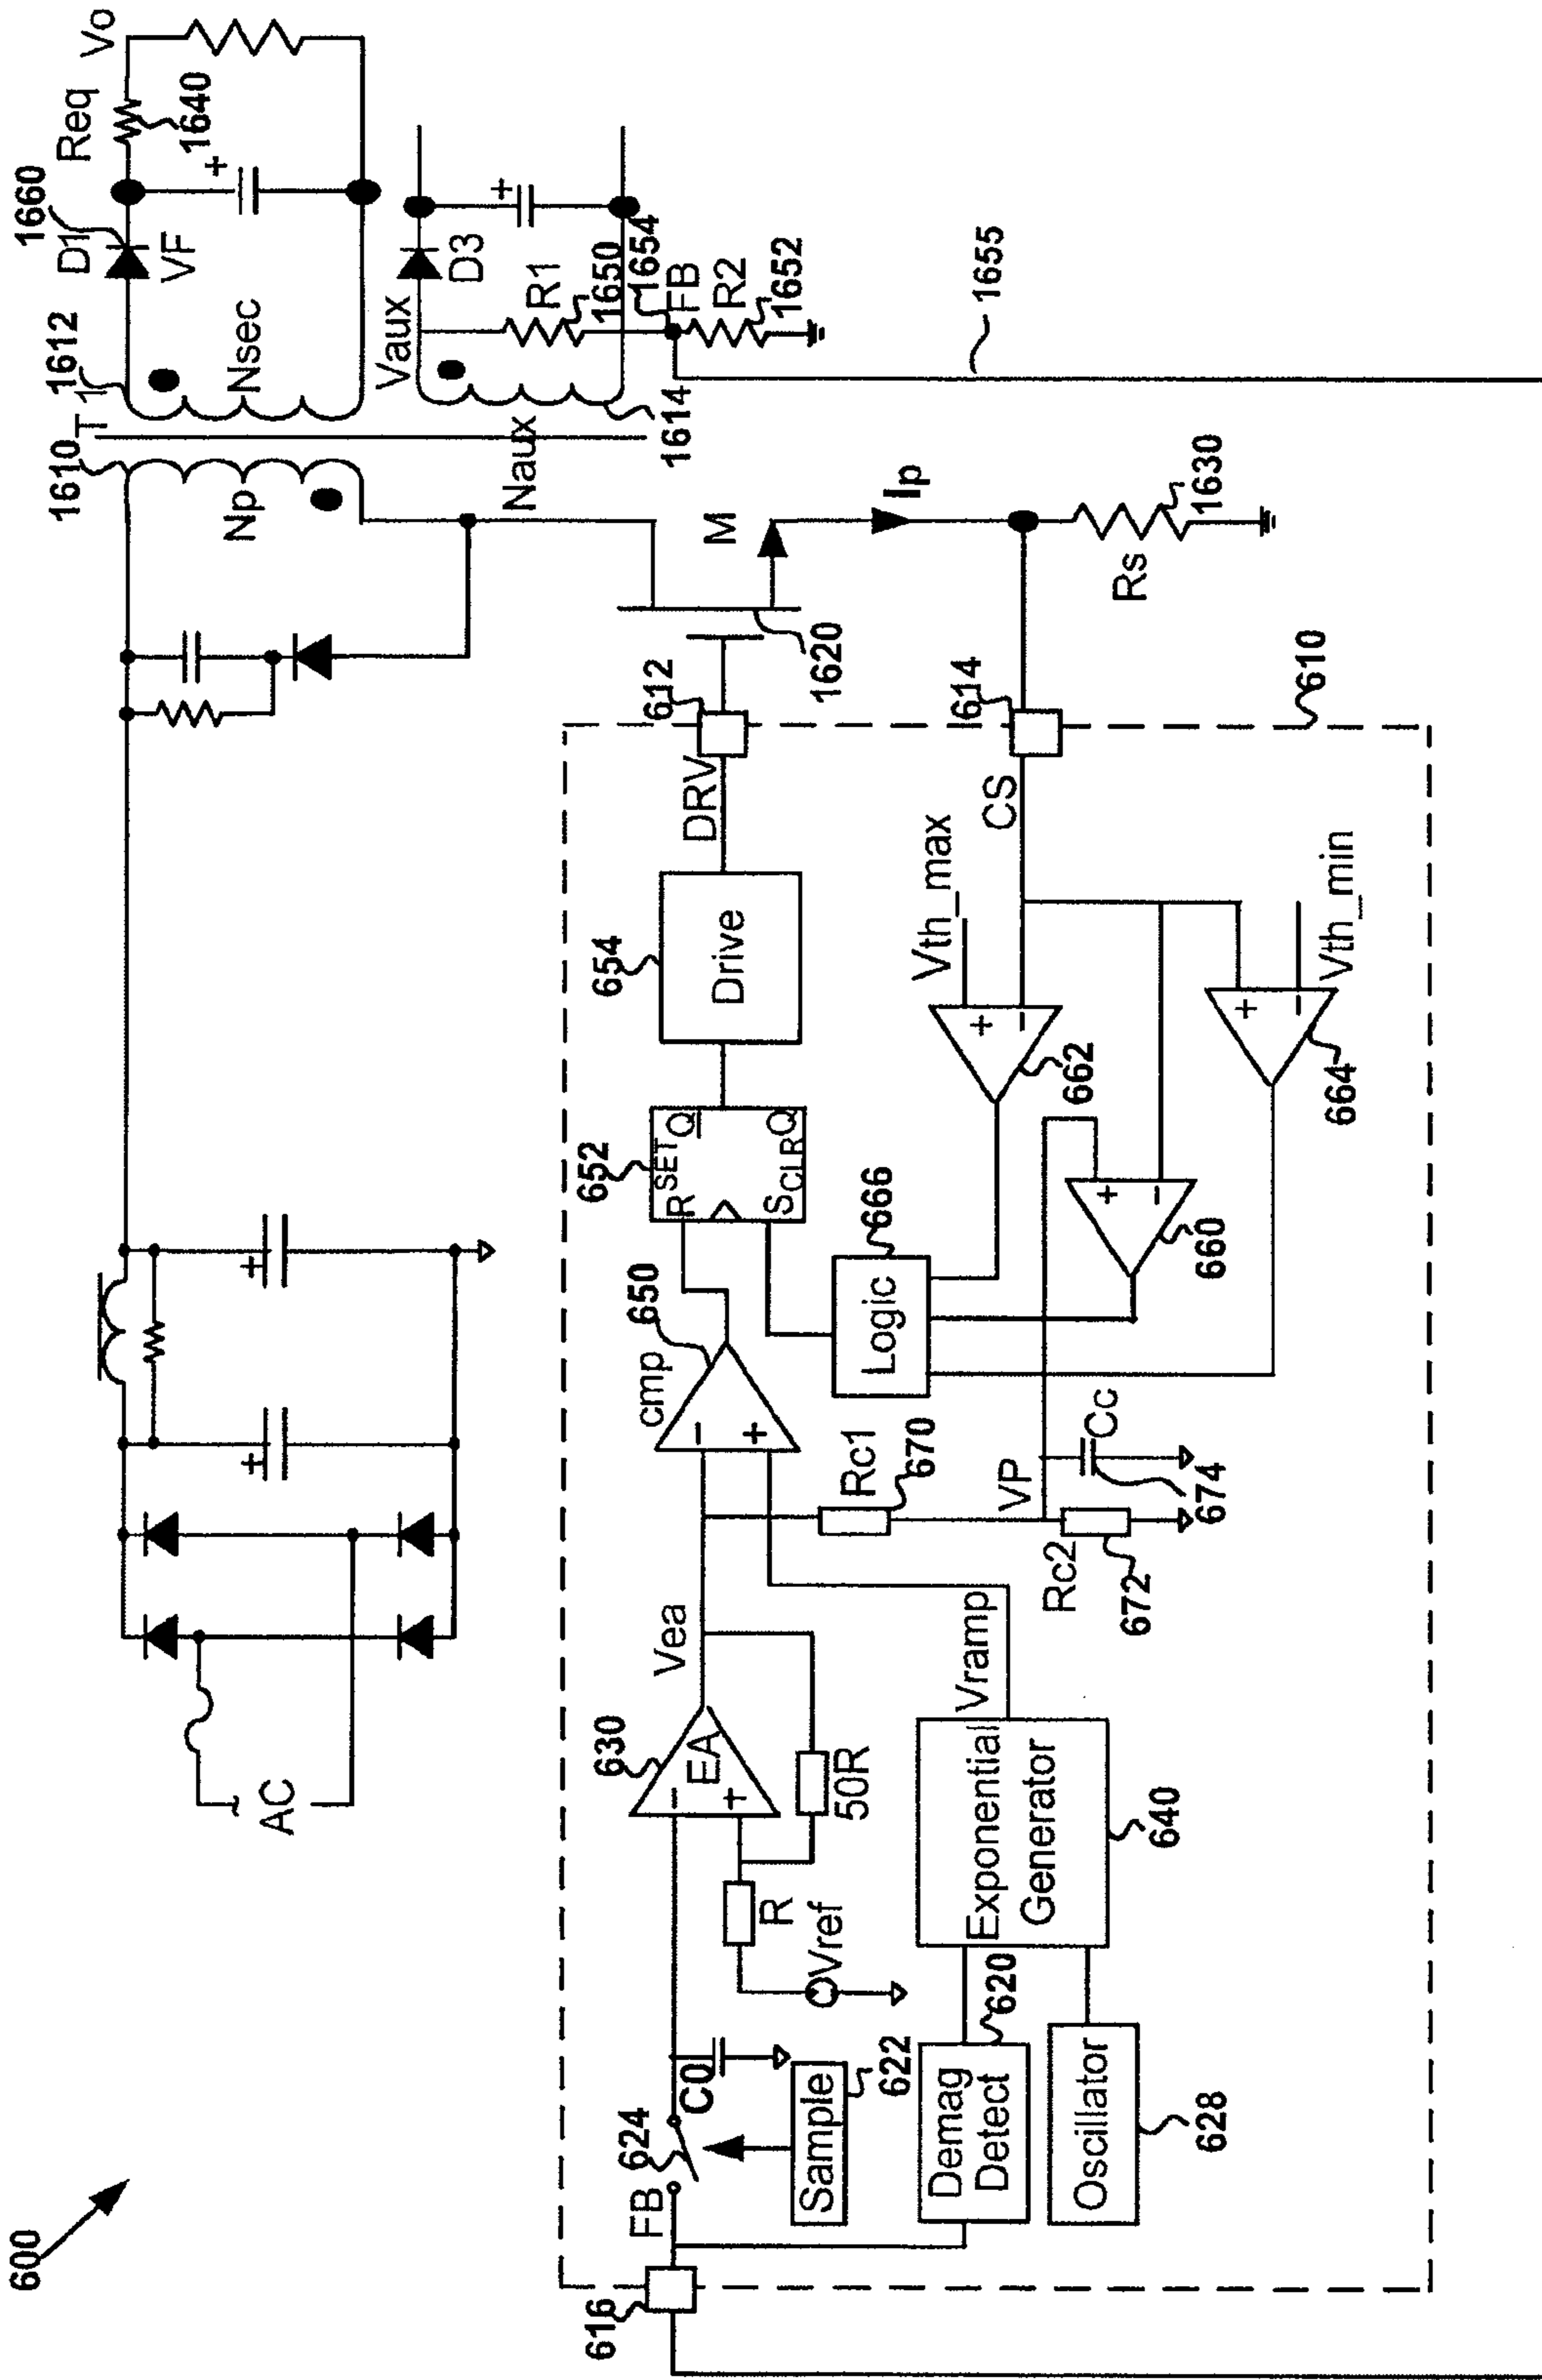 600
AC
1610
T
1
1612
Np
Nsec
D1
1660
VF
Req
1640
+
Vo
+
+
Naux
1614
Vaux
D3
+
R1
1650
1654
FB
R2
1652
1655
M
1620
Ip
Rs
1630
610
616
FB
624
C0
Sample
622
Demag
Detect
620
Oscillator
628
Vref
R
50R
630
EA
−
+
Vea
Exponential
Generator
640
Vramp
cmp
650
−
+
Rc1
670
VP
Rc2
672
Cc
674
652
R
SET
Q
S
CLR
Q
654
Drive
DRV
612
Logic
666
660
+
−
662
+
−
664
+
−
Vth_max
Vth_min
CS
614